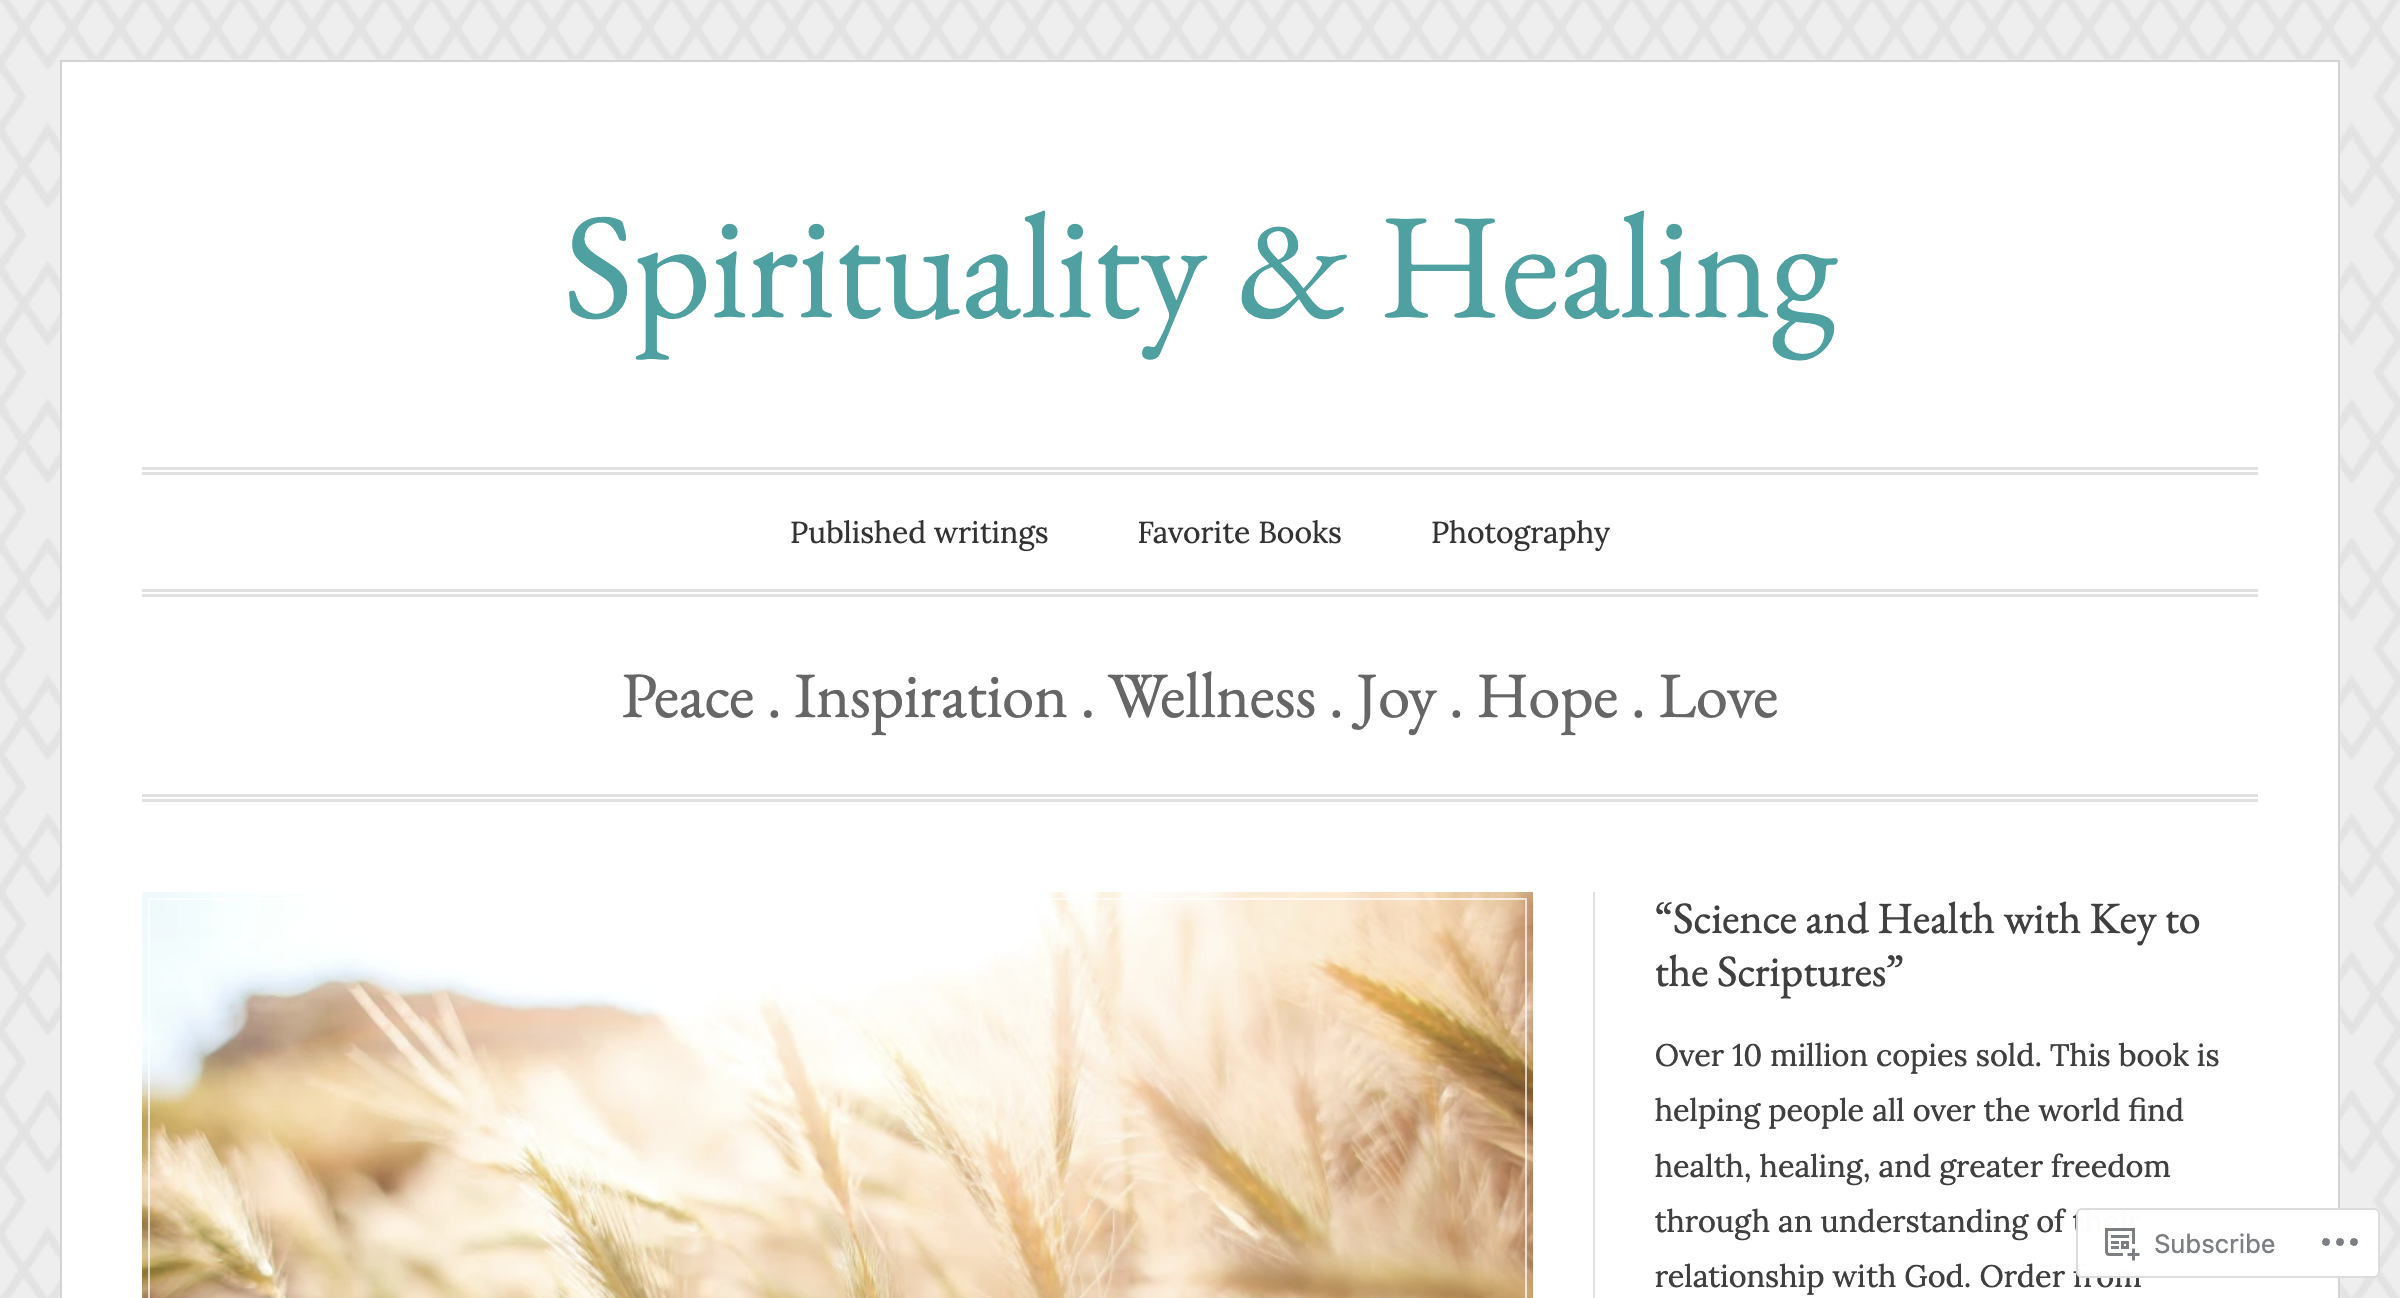 Spirituality & Healing
Published writings
Favorite Books
Photography
Peace . Inspiration . Wellness . Joy . Hope . Love
“Science and Health with Key to
the Scriptures”
Over 10 million copies sold. This book is
helping people all over the world find
health, healing, and greater freedom
through an understanding of
relationship with God. Order from
Subscribe